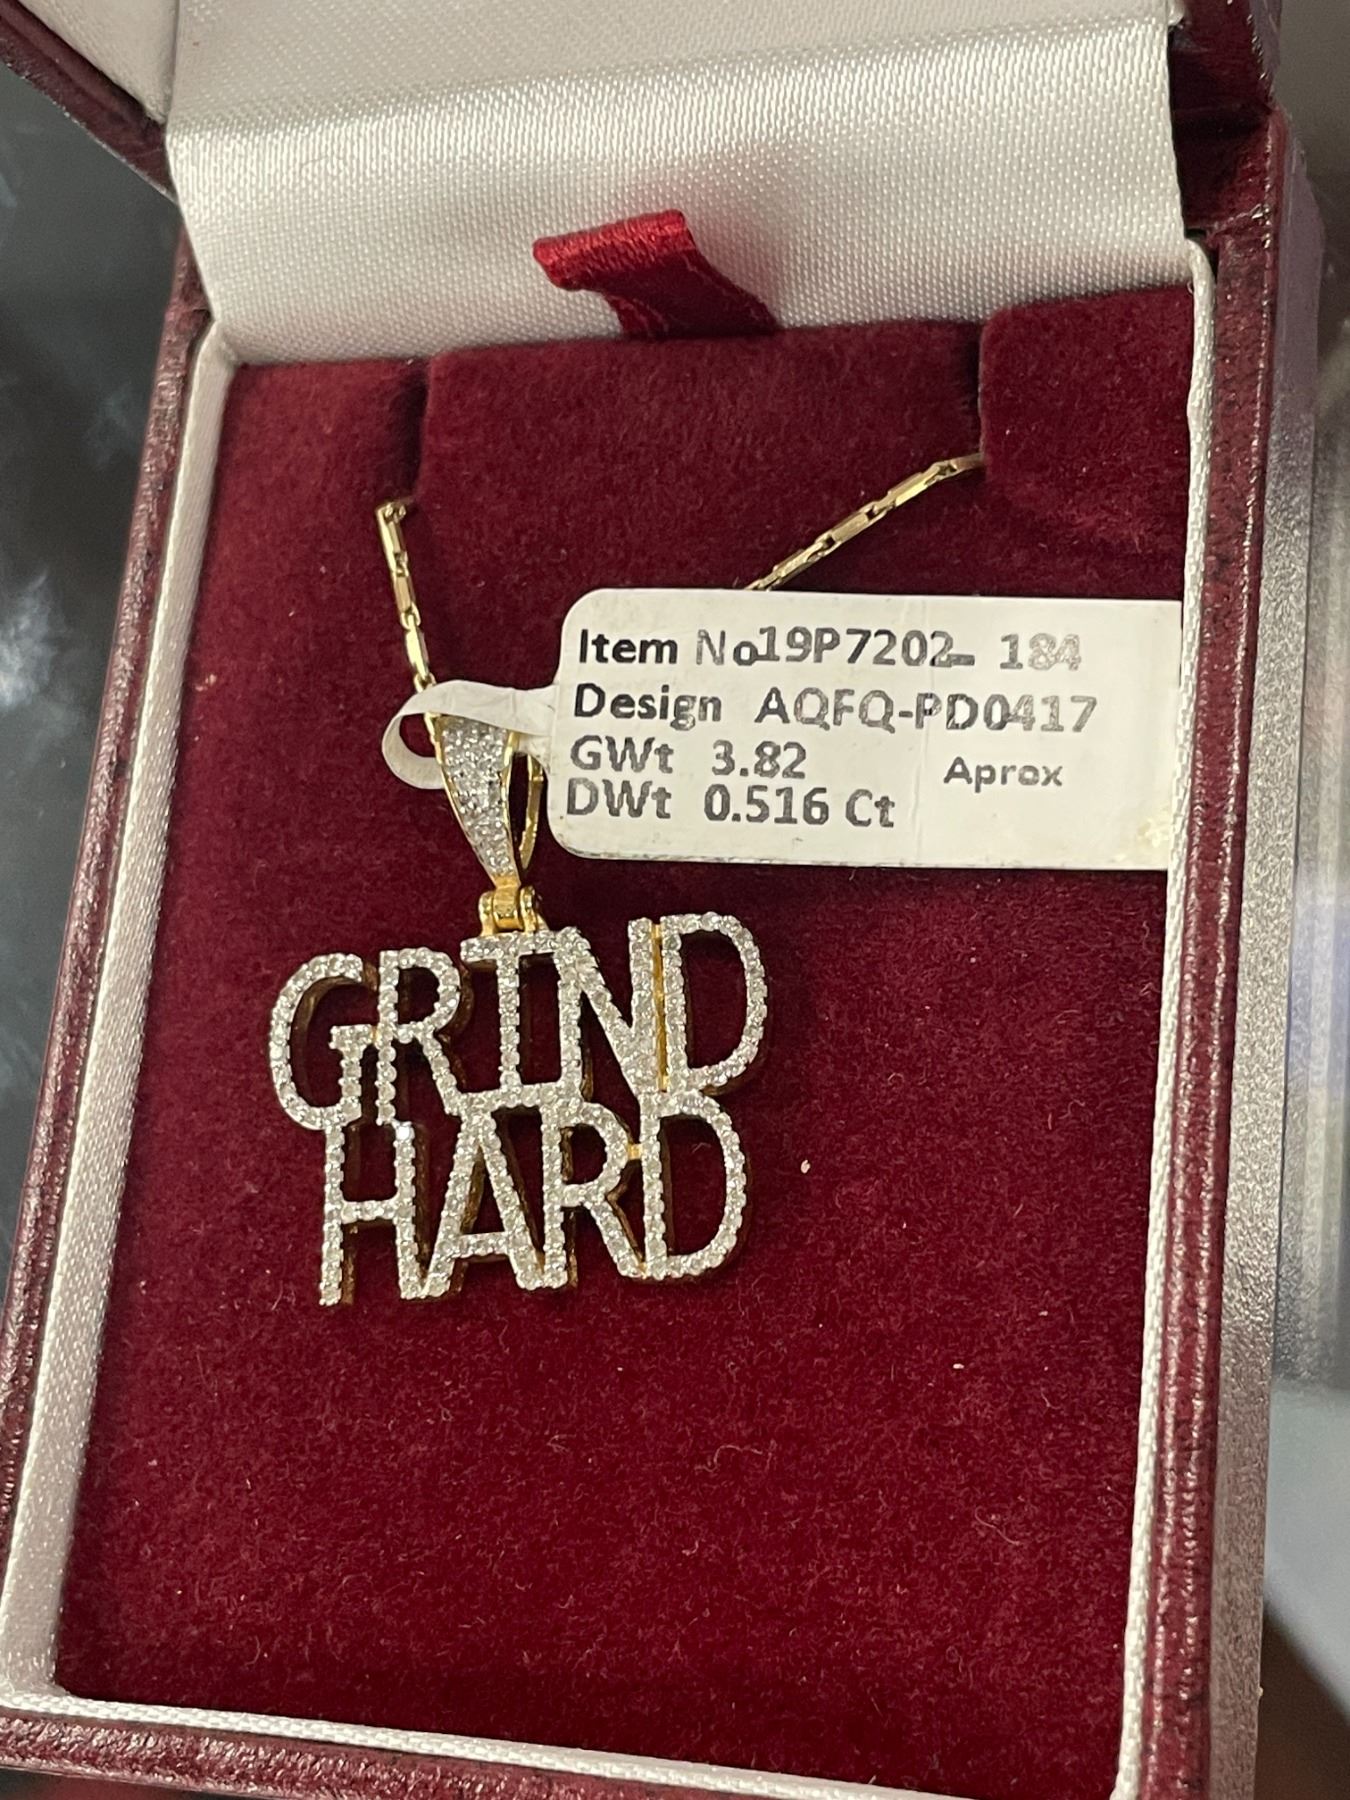 Item No19P7202- 184
Design AQFQ-PD0417
GWt 3.82 Aprox
DWt 0.516 Ct
GRIND
HARD